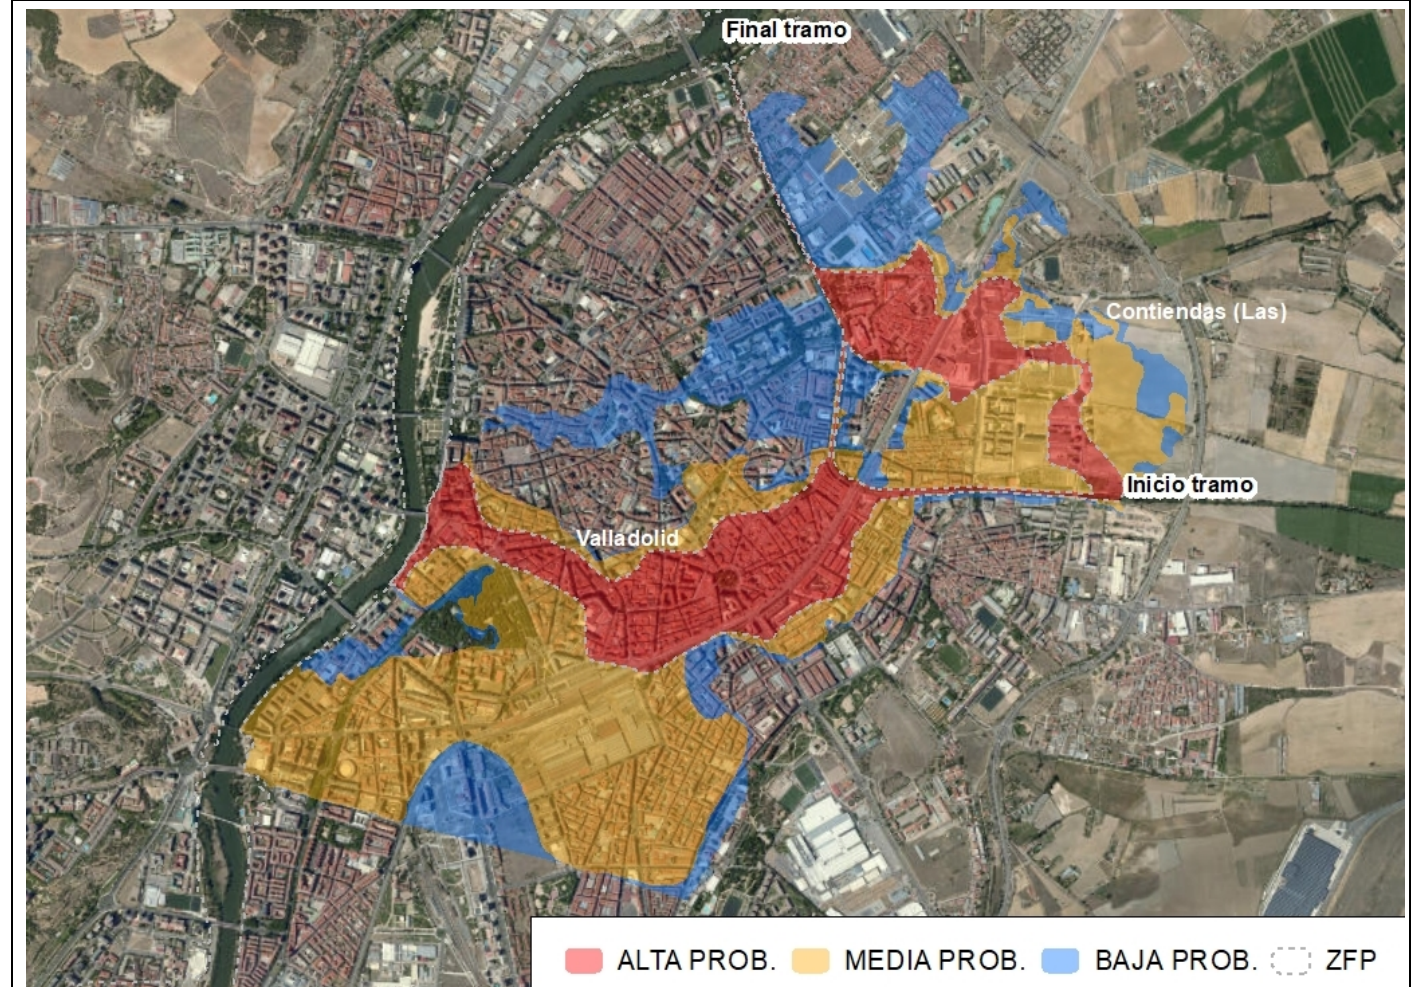 Final tramo
Contiendas (Las)
Inicio tramo
Valladolid
ALTA PROB. MEDIA PROB. BAJA PROB. ZFP